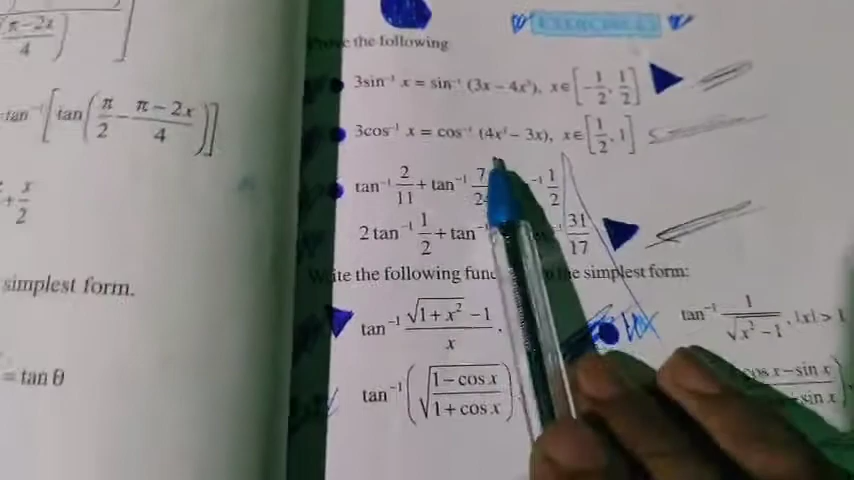 π−2x
4
tan⁻¹[tan(π/2 − (π−2x)/4)]
+ x/2
simplest form.
= tan θ
Prove the following
3sin⁻¹ x = sin⁻¹ (3x − 4x³), x∈[−1/2, 1/2]
3cos⁻¹ x = cos⁻¹ (4x³ − 3x), x∈[1/2, 1]
tan⁻¹ 2/11 + tan⁻¹ 7/ ⁻¹ 1/2
2 tan⁻¹ 1/2 + tan⁻ 31/17
Write the following the simplest form:
tan⁻¹ (√(1+x²) −1)/x
tan⁻¹ 1/√(x²−1), |x| > 1
tan⁻¹(√((1−cos x)/(1+cos x)))
cos x − sin x
sin x